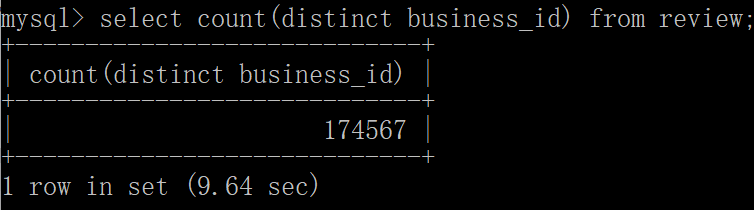 mysql> select count(distinct business_id) from review;
+-----------------------------+
| count(distinct business_id) |
+-----------------------------+
|                      174567 |
+-----------------------------+
1 row in set (9.64 sec)